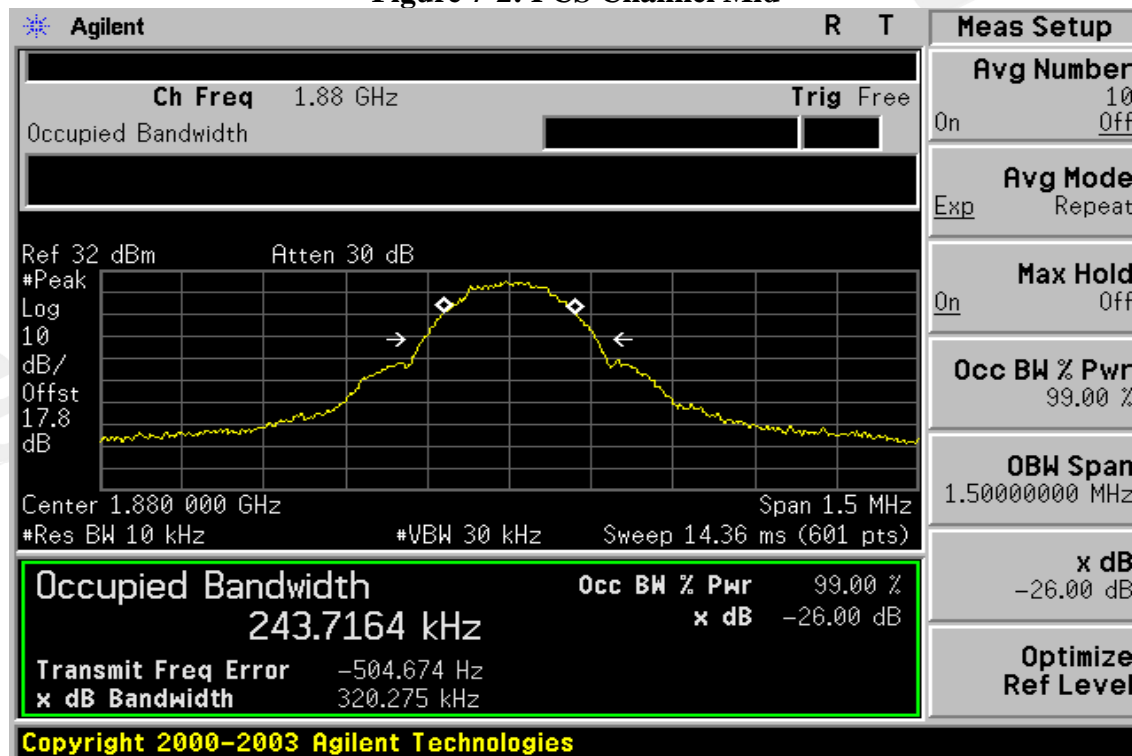 Figure 7-2: PCS Channel Mid
Agilent R T
Ch Freq 1.88 GHz Trig Free
Occupied Bandwidth
Ref 32 dBm Atten 30 dB
#Peak
Log
10
dB/
Offst
17.8
dB
Center 1.880 000 GHz Span 1.5 MHz
#Res BW 10 kHz #VBW 30 kHz Sweep 14.36 ms (601 pts)
Occupied Bandwidth Occ BW % Pwr 99.00 %
243.7164 kHz x dB -26.00 dB
Transmit Freq Error -504.674 Hz
x dB Bandwidth 320.275 kHz
Copyright 2000-2003 Agilent Technologies
Meas Setup
Avg Number
10
On Off
Avg Mode
Exp Repeat
Max Hold
On Off
Occ BW % Pwr
99.00 %
OBW Span
1.50000000 MHz
x dB
-26.00 dB
Optimize
Ref Level